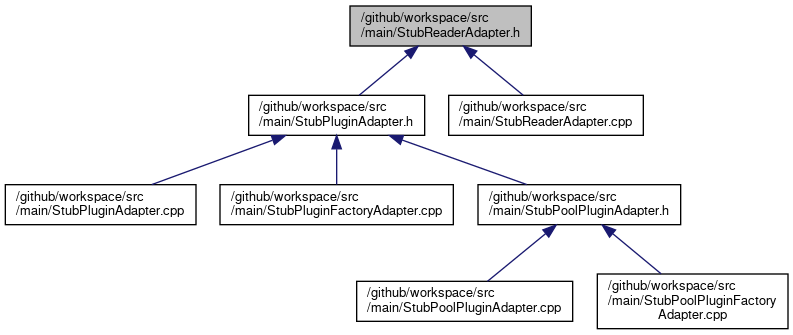 /github/workspace/src
/main/StubReaderAdapter.h
/github/workspace/src
/main/StubPluginAdapter.h
/github/workspace/src
/main/StubReaderAdapter.cpp
/github/workspace/src
/main/StubPluginAdapter.cpp
/github/workspace/src
/main/StubPluginFactoryAdapter.cpp
/github/workspace/src
/main/StubPoolPluginAdapter.h
/github/workspace/src
/main/StubPoolPluginAdapter.cpp
/github/workspace/src
/main/StubPoolPluginFactory
Adapter.cpp